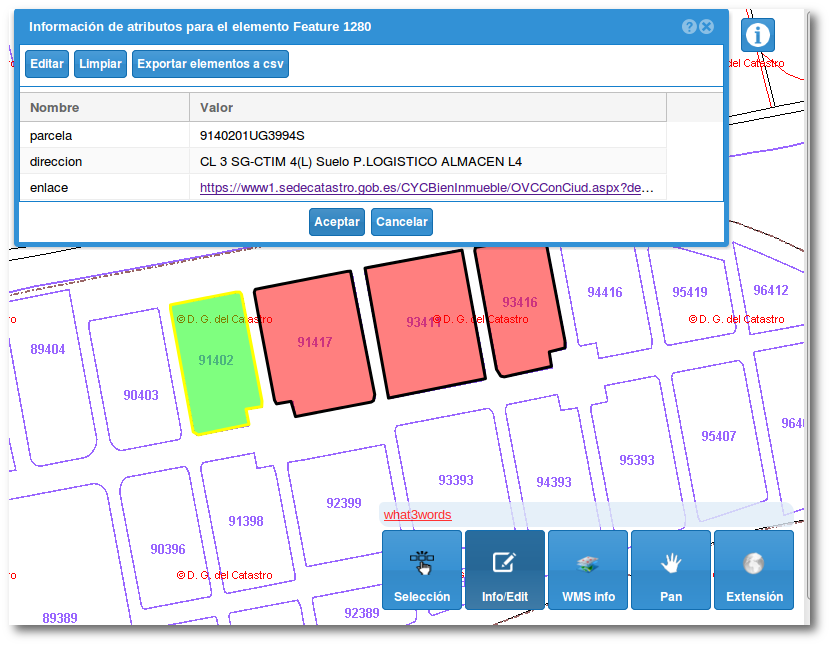 Información de atributos para el elemento Feature 1280
Editar Limpiar Exportar elementos a csv
del Catastro
Nombre Valor
parcela 9140201UG3994S
direccion CL 3 SG-CTIM 4(L) Suelo P.LOGISTICO ALMACEN L4
enlace https://www1.sedecatastro.gob.es/CYCBienInmueble/OVCConCiud.aspx?de...
Aceptar Cancelar
94416 95419 96412
93416
© D. G. del Catastro © D. G. del Catastro © D. G. del Catastro
91417
89404 91402
90403
95407
95393
93393 94393
92399
what3words
91398
90396
© D. G. del Catastro
Selección Info/Edit WMS info Pan Extensión
92389
89389